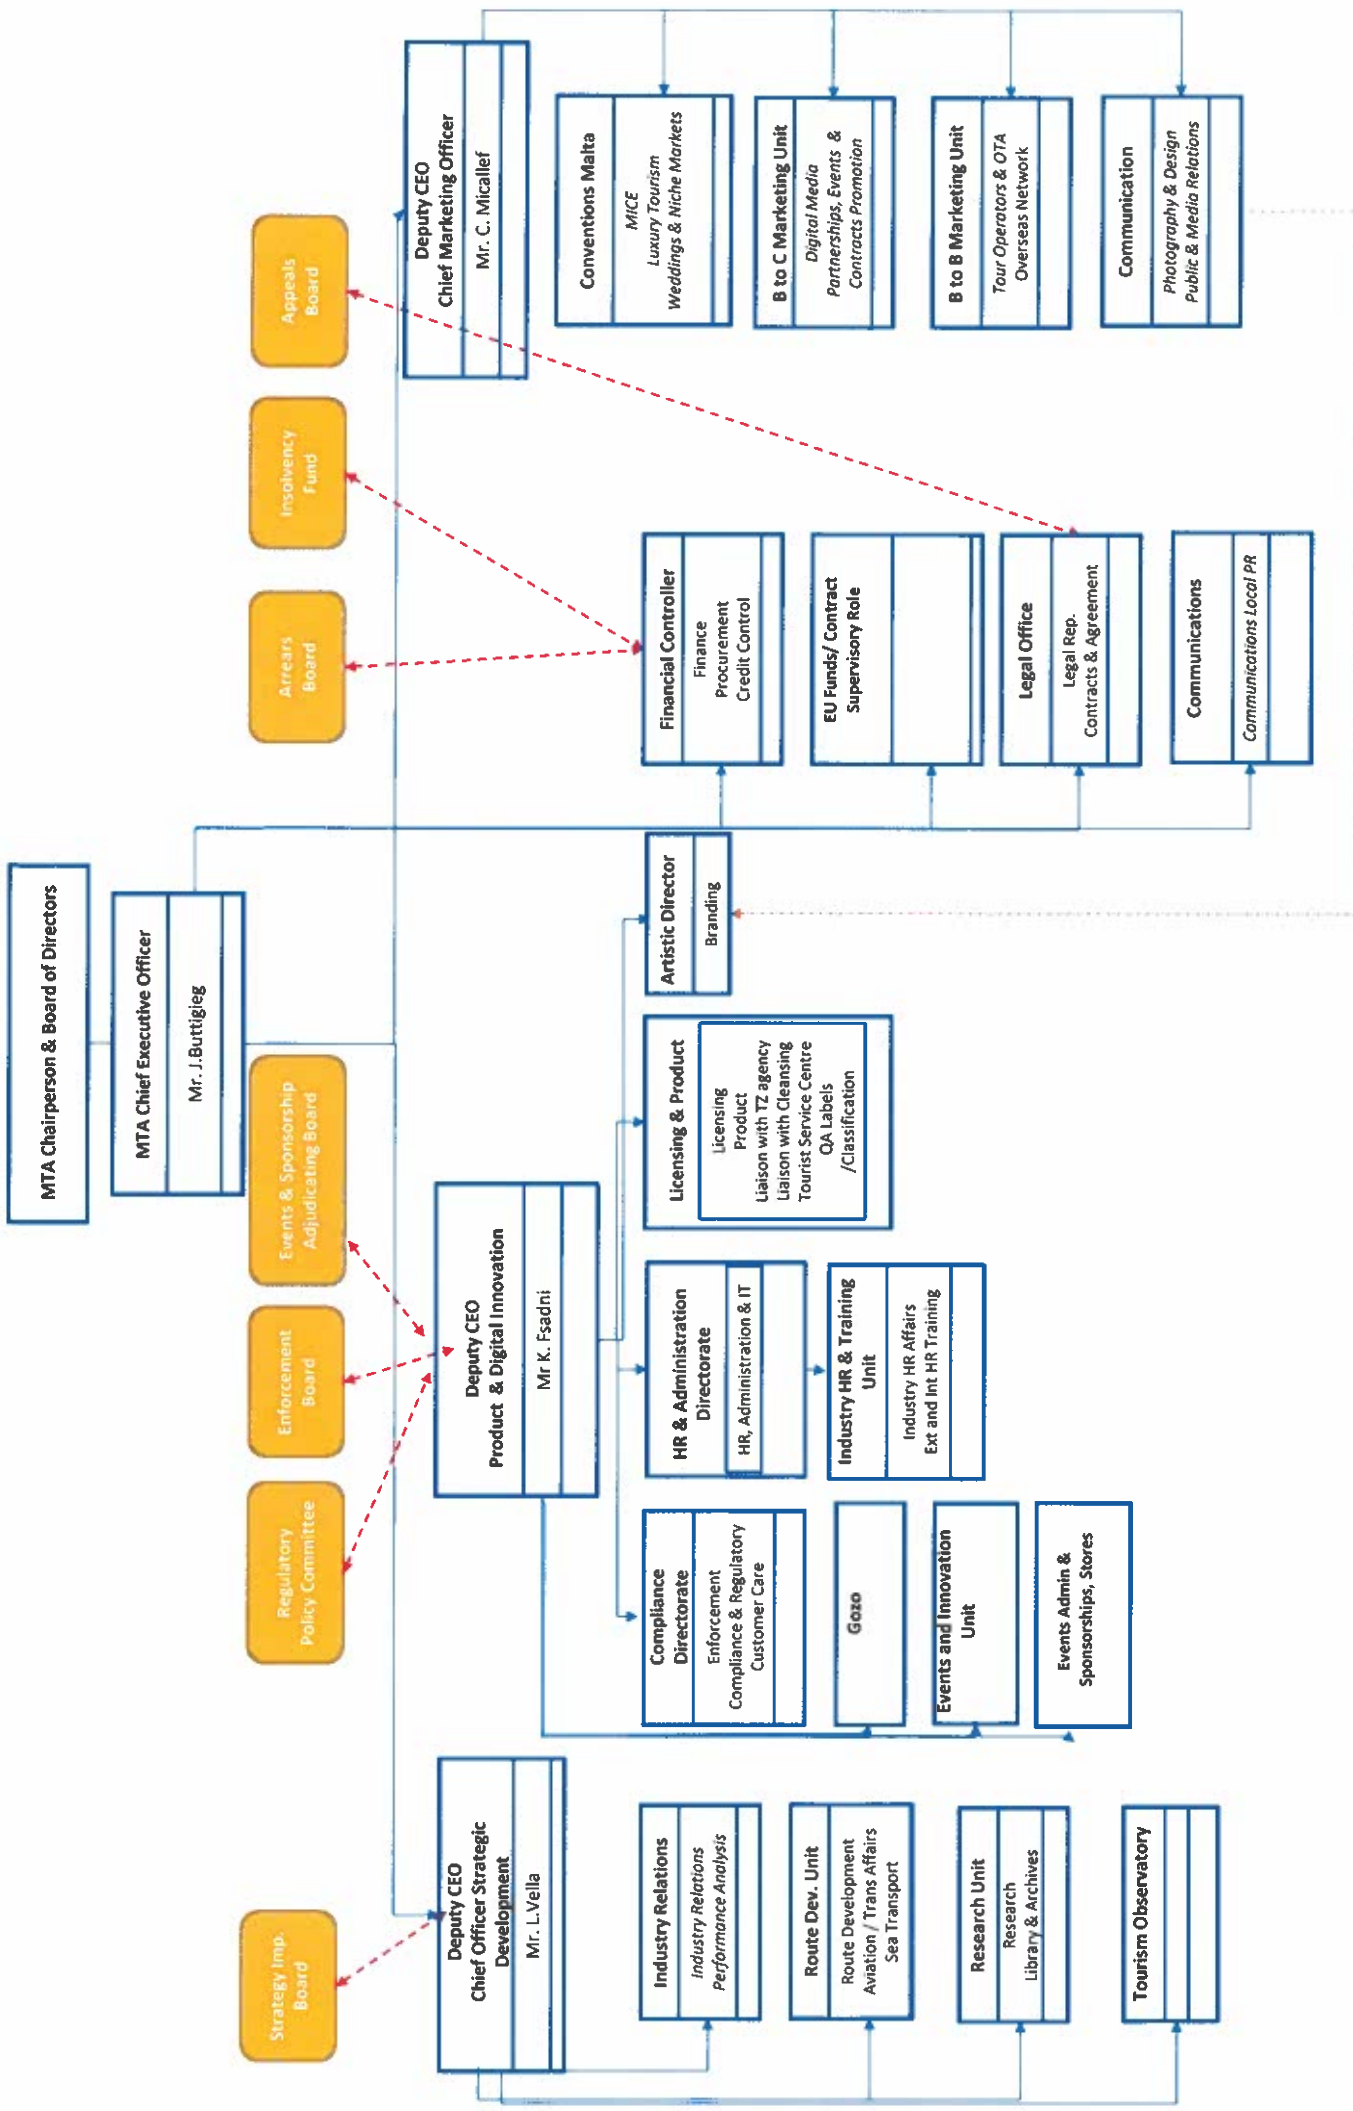 MTA Chairperson & Board of Directors
MTA Chief Executive Officer
Mr. J.Buttigieg
Strategy Imp.
Board
Regulatory
Policy Committee
Enforcement
Board
Events & Sponsorship
Adjudicating Board
Arrears
Board
Insolvency
Fund
Appeals
Board
Deputy CEO
Chief Officer Strategic
Development
Mr. L.Vella
Deputy CEO
Product & Digital Innovation
Mr K. Fsadni
Deputy CEO
Chief Marketing Officer
Mr. C. Micallef
Industry Relations
Industry Relations
Performance Analysis
Route Dev. Unit
Route Development
Aviation / Trans Affairs
Sea Transport
Research Unit
Research
Library & Archives
Tourism Observatory
Compliance
Directorate
Enforcement
Compliance & Regulatory
Customer Care
Gozo
Events and Innovation
Unit
Events Admin &
Sponsorships, Stores
HR & Administration
Directorate
HR, Administration & IT
Industry HR & Training
Unit
Industry HR Affairs
Ext and Int HR Training
Licensing & Product
Licensing
Product
Liaison with TZ agency
Liaison with Cleansing
Tourist Service Centre
QA Labels
/Classification
Artistic Director
Branding
Financial Controller
Finance
Procurement
Credit Control
EU Funds/ Contract
Supervisory Role
Legal Office
Legal Rep.
Contracts & Agreement
Communications
Communications Local PR
Conventions Malta
MICE
Luxury Tourism
Weddings & Niche Markets
B to C Marketing Unit
Digital Media
Partnerships, Events &
Contracts Promotion
B to B Marketing Unit
Tour Operators & OTA
Overseas Network
Communication
Photography & Design
Public & Media Relations